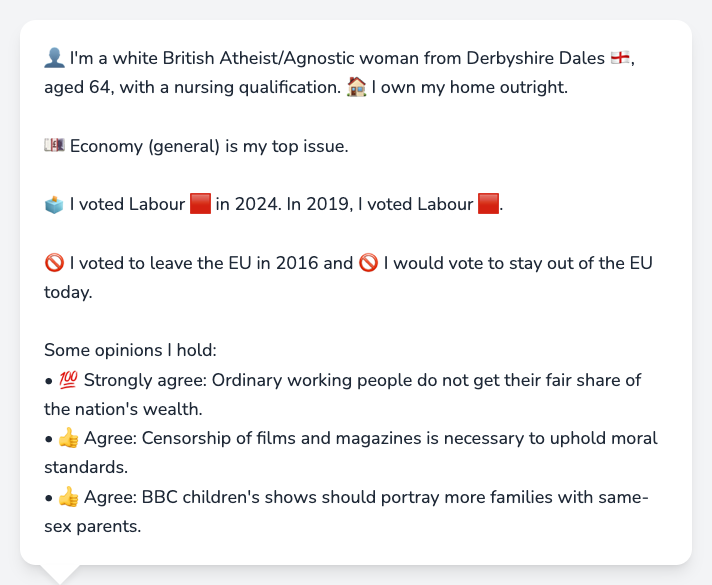 👤 I'm a white British Atheist/Agnostic woman from Derbyshire Dales 🏴󠁧󠁢󠁥󠁮󠁧󠁿,
aged 64, with a nursing qualification. 🏠 I own my home outright.
💷 Economy (general) is my top issue.
🗳️ I voted Labour 🟥 in 2024. In 2019, I voted Labour 🟥.
🚫 I voted to leave the EU in 2016 and 🚫 I would vote to stay out of the EU
today.
Some opinions I hold:
• 💯 Strongly agree: Ordinary working people do not get their fair share of
the nation's wealth.
• 👍 Agree: Censorship of films and magazines is necessary to uphold moral
standards.
• 👍 Agree: BBC children's shows should portray more families with same-
sex parents.